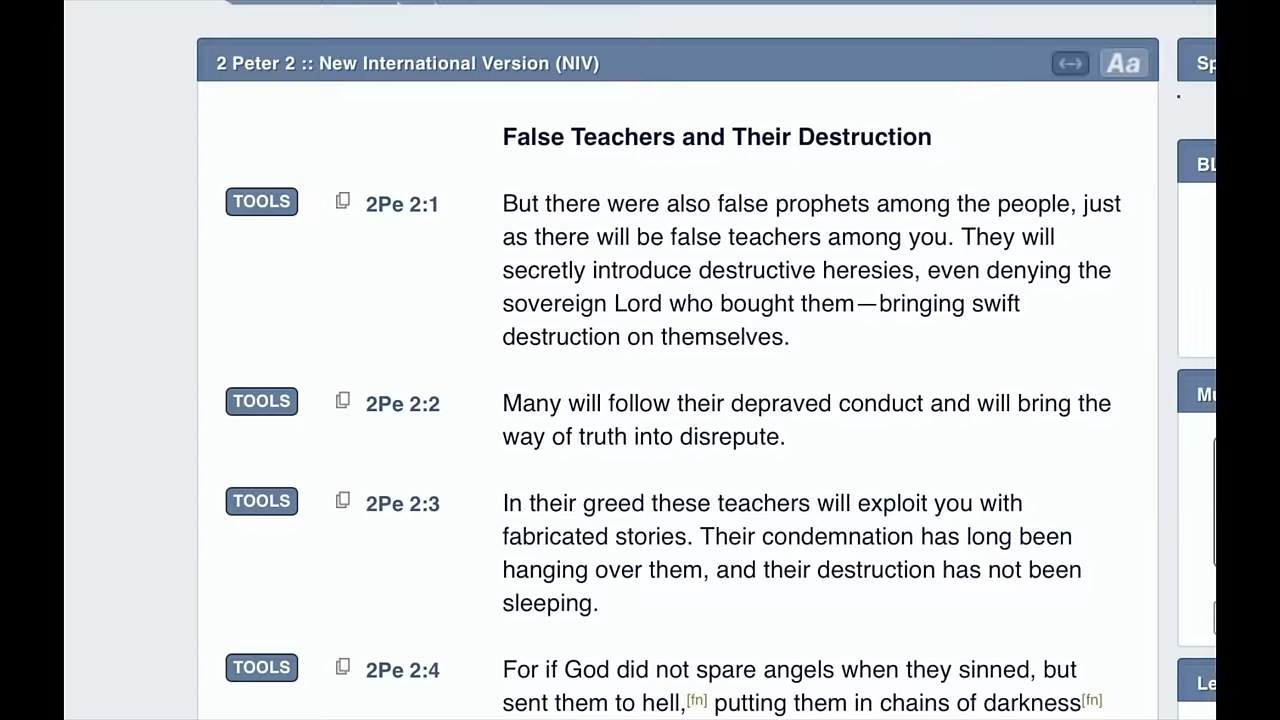 2 Peter 2 :: New International Version (NIV)
Aa
Sp
BL
Mu
Le
False Teachers and Their Destruction
TOOLS 2Pe 2:1 But there were also false prophets among the people, just
as there will be false teachers among you. They will
secretly introduce destructive heresies, even denying the
sovereign Lord who bought them—bringing swift
destruction on themselves.
TOOLS 2Pe 2:2 Many will follow their depraved conduct and will bring the
way of truth into disrepute.
TOOLS 2Pe 2:3 In their greed these teachers will exploit you with
fabricated stories. Their condemnation has long been
hanging over them, and their destruction has not been
sleeping.
TOOLS 2Pe 2:4 For if God did not spare angels when they sinned, but
sent them to hell,[fn] putting them in chains of darkness[fn]